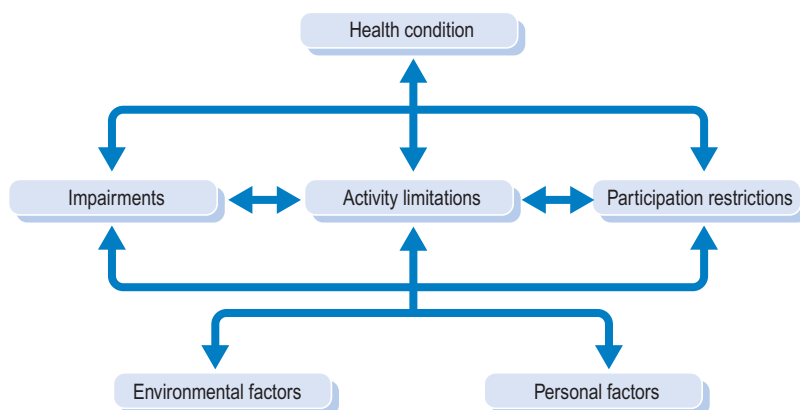 Health condition
Impairments
Activity limitations
Participation restrictions
Environmental factors
Personal factors